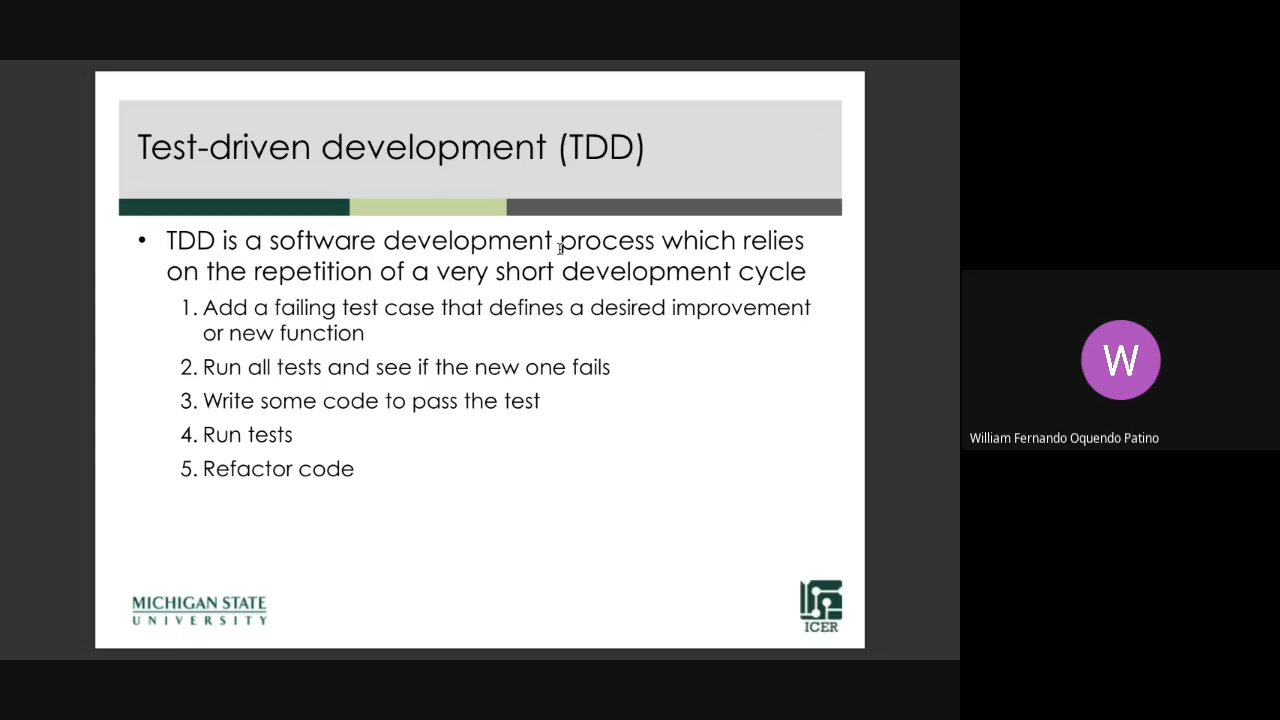 Test-driven development (TDD)
• TDD is a software development process which relies
on the repetition of a very short development cycle
1. Add a failing test case that defines a desired improvement
or new function
2. Run all tests and see if the new one fails
3. Write some code to pass the test
4. Run tests
5. Refactor code
MICHIGAN STATE
UNIVERSITY
ICER
W
William Fernando Oquendo Patino